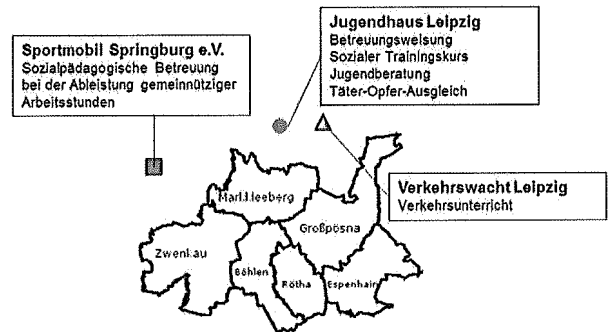 Sportmobil Springburg e.V.
Sozialpädagogische Betreuung
bei der Ableistung gemeinnütziger
Arbeitsstunden
Jugendhaus Leipzig
Betreuungsweisung
Sozialer Trainingskurs
Jugendberatung
Täter-Opfer-Ausgleich
Verkehrswacht Leipzig
Verkehrsunterricht
Markkleeberg
Großpösna
Zwenkau
Böhlen
Rötha
Espenhain